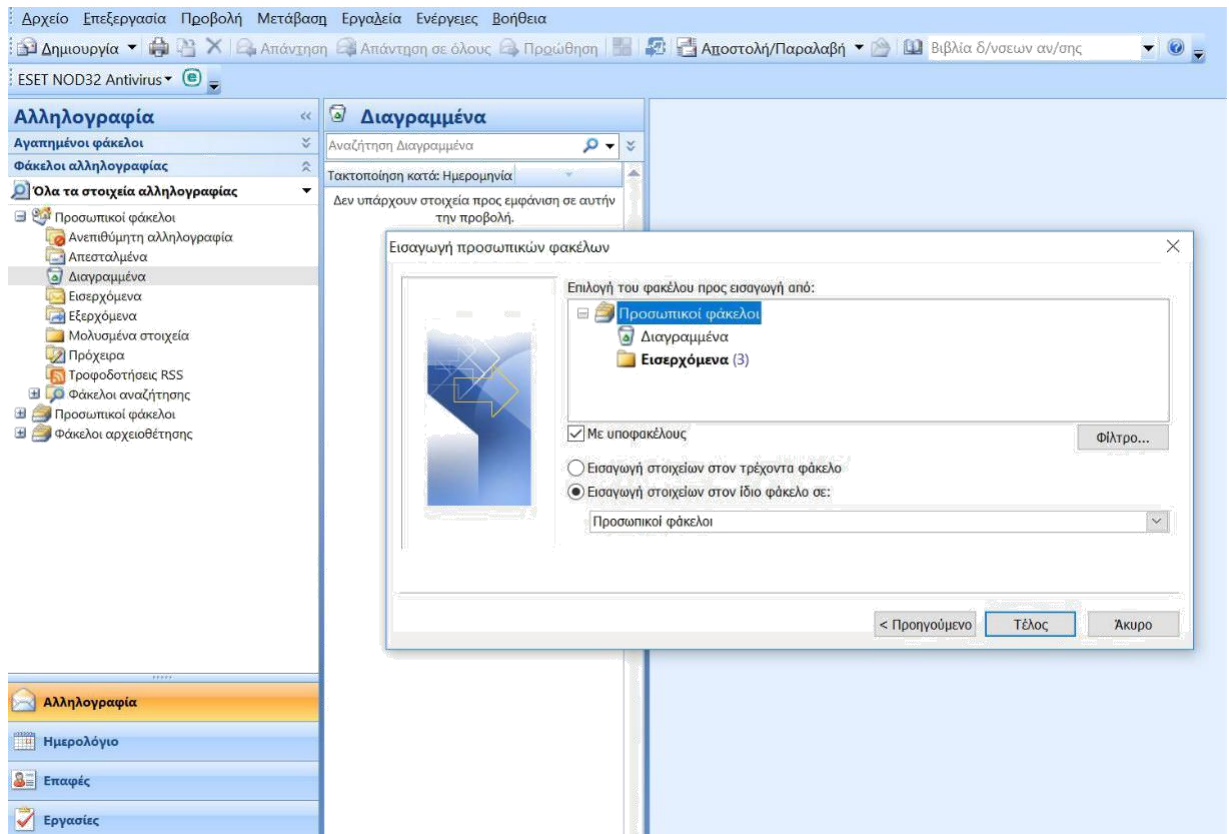 Αρχείο Επεξεργασία Προβολή Μετάβαση Εργαλεία Ενέργειες Βοήθεια
Δημιουργία Απάντηση Απάντηση σε όλους Προώθηση Αποστολή/Παραλαβή Βιβλία δ/νσεων αν/σης
ESET NOD32 Antivirus
Αλληλογραφία
Αγαπημένοι φάκελοι
Φάκελοι αλληλογραφίας
Όλα τα στοιχεία αλληλογραφίας
Προσωπικοί φάκελοι
Ανεπιθύμητη αλληλογραφία
Απεσταλμένα
Διαγραμμένα
Εισερχόμενα
Εξερχόμενα
Μολυσμένα στοιχεία
Πρόχειρα
Τροφοδοτήσεις RSS
Φάκελοι αναζήτησης
Προσωπικοί φάκελοι
Φάκελοι αρχειοθέτησης
Αλληλογραφία
Ημερολόγιο
Επαφές
Εργασίες
Διαγραμμένα
Αναζήτηση Διαγραμμένα
Τακτοποίηση κατά: Ημερομηνία
Δεν υπάρχουν στοιχεία προς εμφάνιση σε αυτήν
την προβολή.
Εισαγωγή προσωπικών φακέλων
Επιλογή του φακέλου προς εισαγωγή από:
Προσωπικοί φάκελοι
Διαγραμμένα
Εισερχόμενα (3)
Με υποφακέλους
Φίλτρο...
Εισαγωγή στοιχείων στον τρέχοντα φάκελο
Εισαγωγή στοιχείων στον ίδιο φάκελο σε:
Προσωπικοί φάκελοι
< Προηγούμενο Τέλος Άκυρο